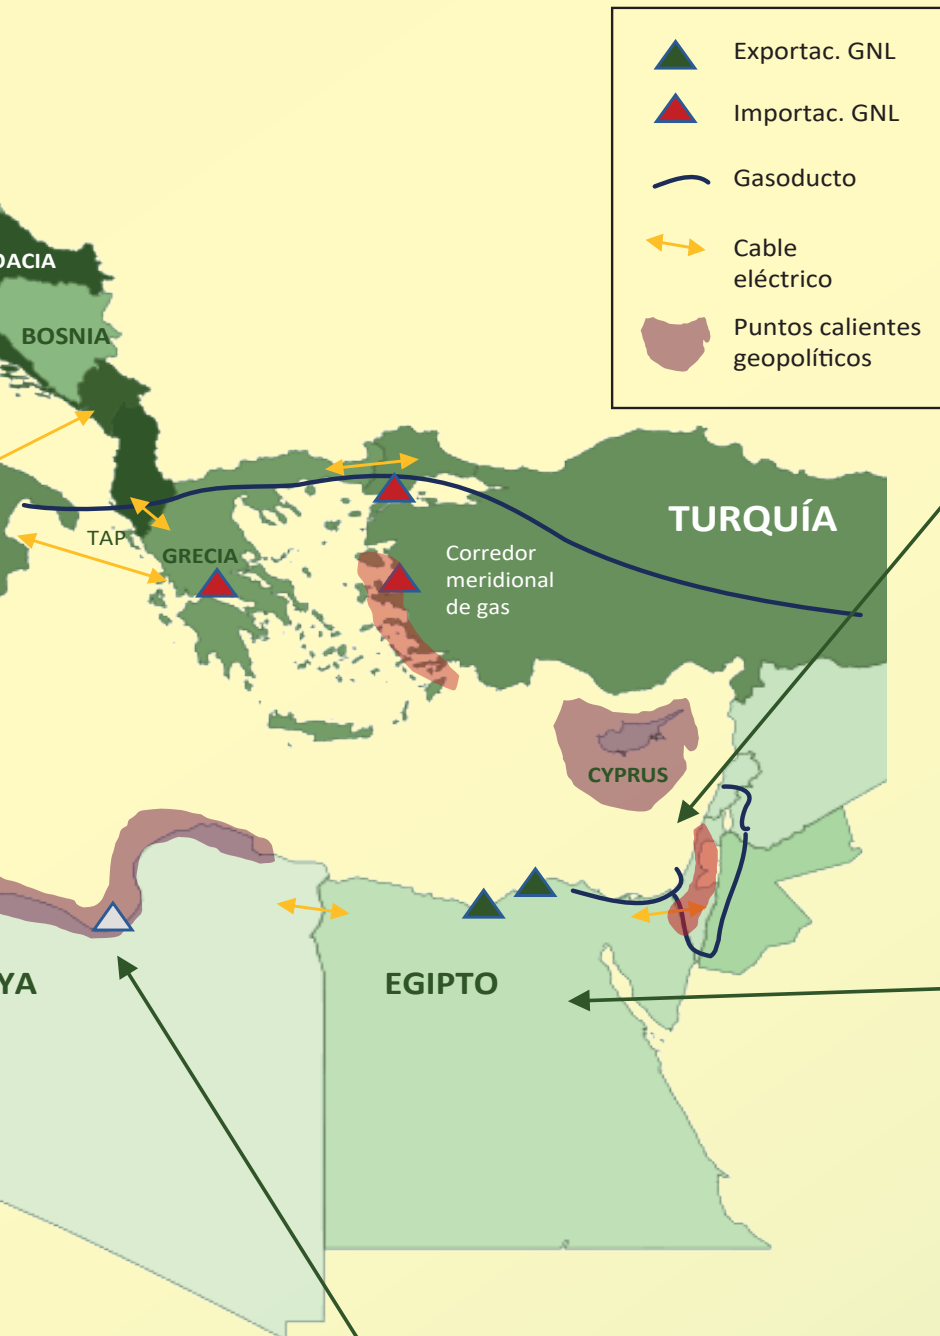 Exportac. GNL
Importac. GNL
Gasoducto
Cable
eléctrico
Puntos calientes
geopolíticos
OACIA
BOSNIA
TURQUÍA
TAP
GRECIA
Corredor
meridional
de gas
CYPRUS
YA
EGIPTO